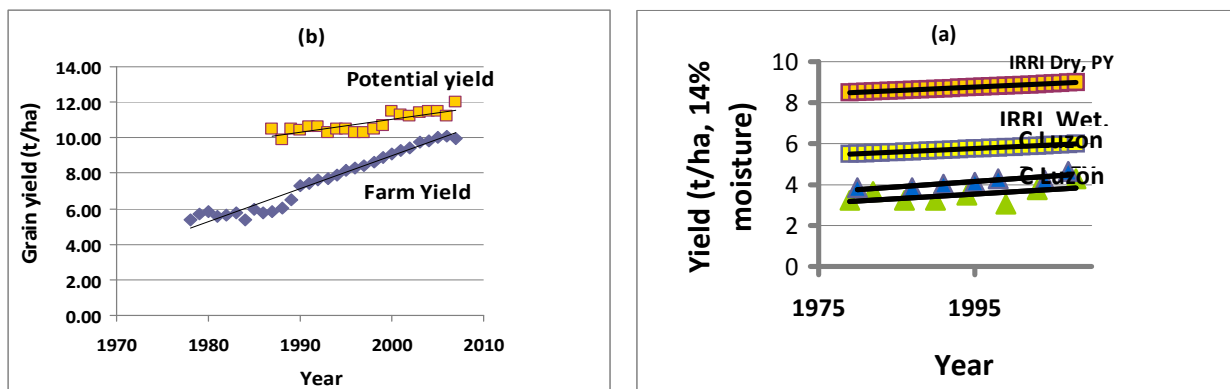 (b)
14.00
12.00
10.00
8.00
6.00
4.00
2.00
0.00
Grain yield (t/ha)
Potential yield
Farm Yield
1970 1980 1990 2000 2010
Year
(a)
10
8
6
4
2
0
Yield (t/ha, 14%
moisture)
IRRI Dry, PY
IRRI Wet,
C Luzon
C Luzon
1975 1995
Year